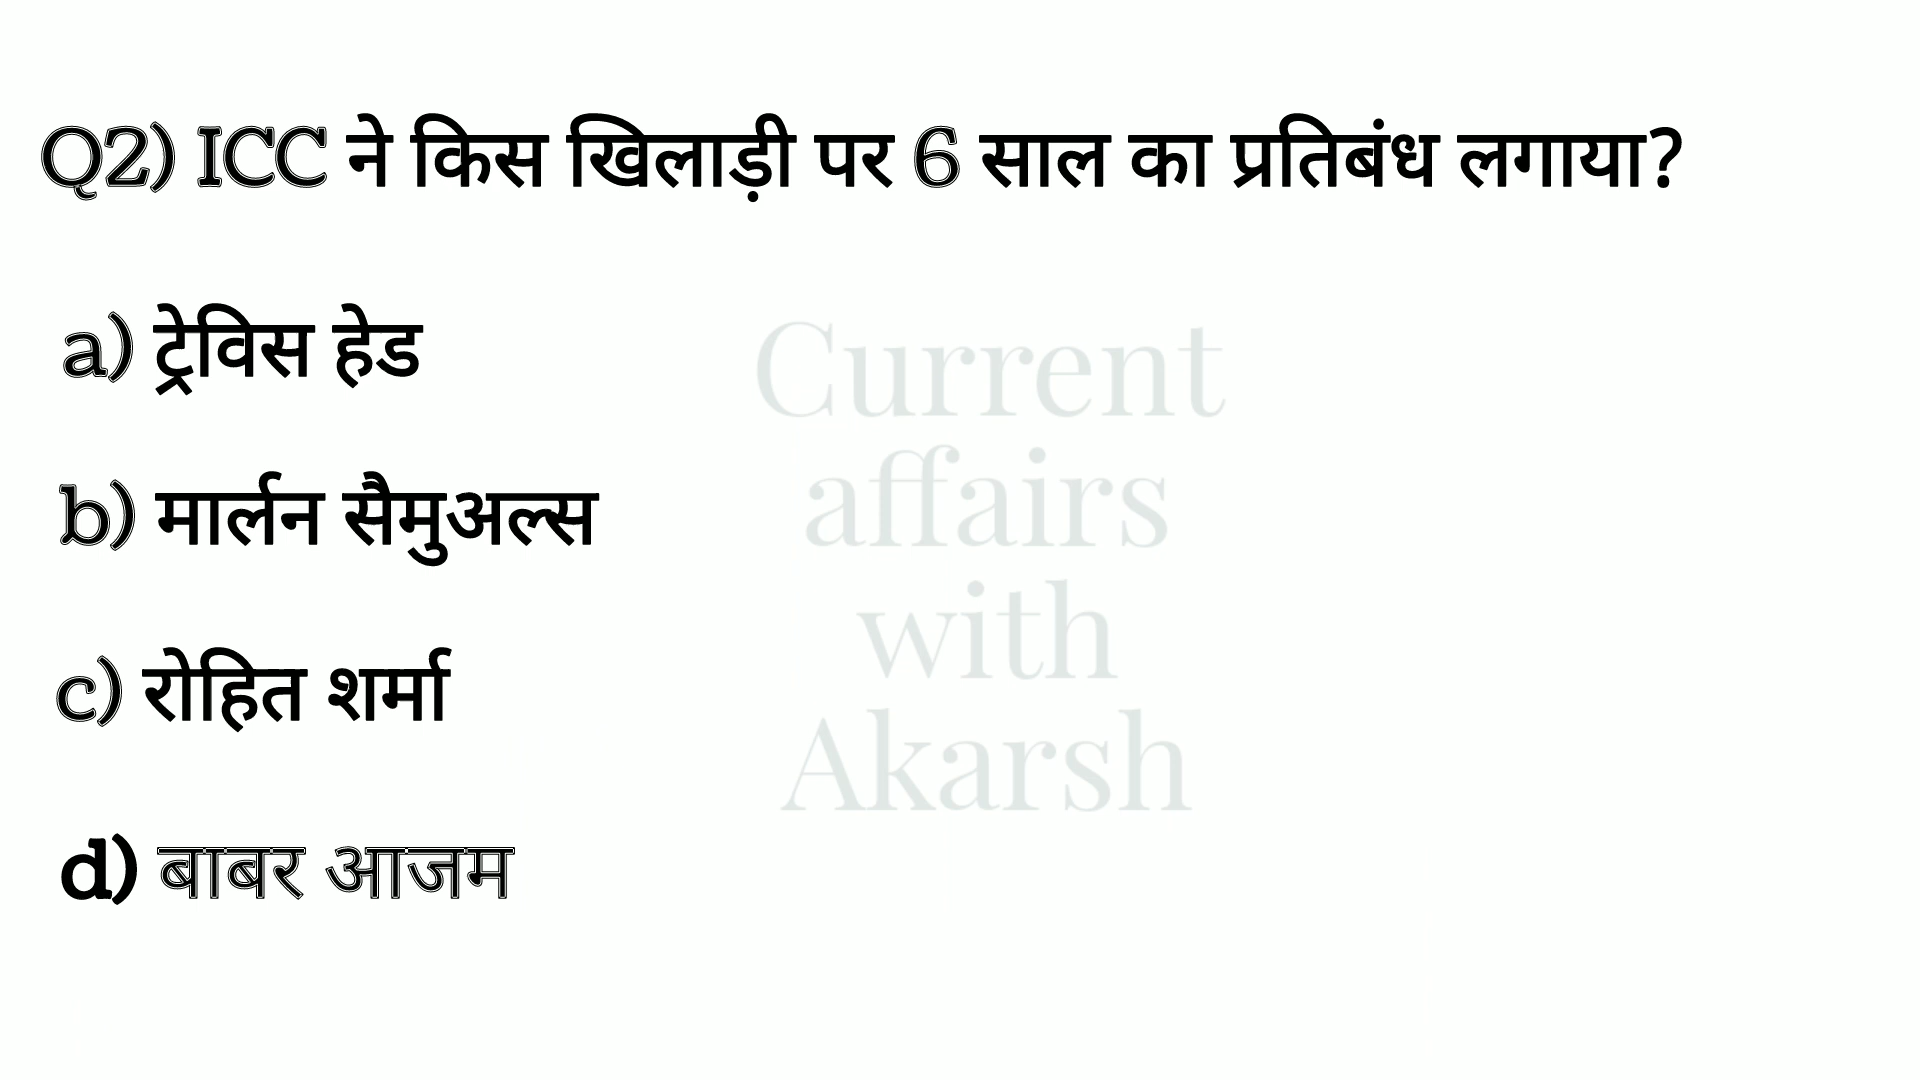 Q2) ICC ने किस खिलाड़ी पर 6 साल का प्रतिबंध लगाया?
a) ट्रेविस हेड
b) मार्लन सैमुअल्स
c) रोहित शर्मा
d) बाबर आजम
Current
affairs
with
Akarsh